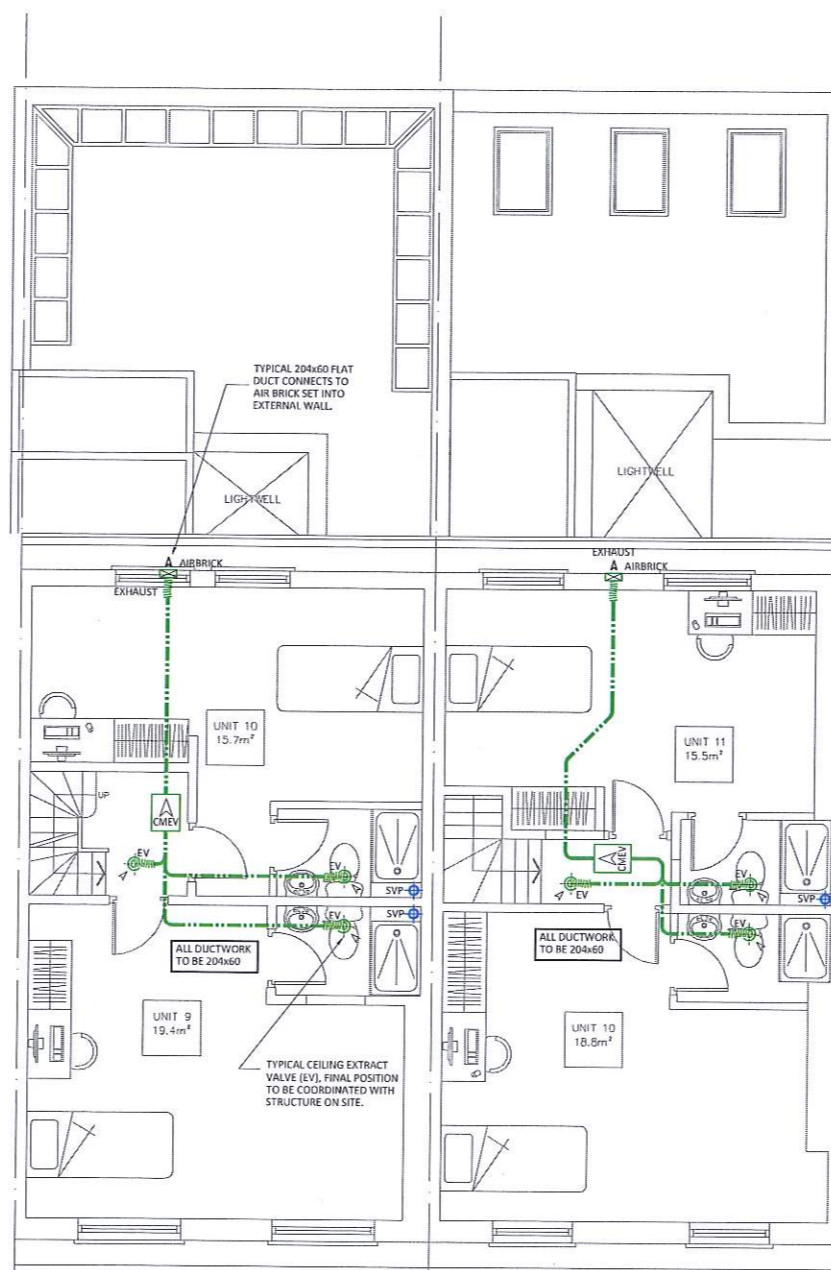 TYPICAL 204x60 FLAT
DUCT CONNECTS TO
AIR BRICK SET INTO
EXTERNAL WALL.
LIGHTWELL
LIGHTWELL
AIRBRICK
EXHAUST
EXHAUST
AIRBRICK
UNIT 10
15.7m²
UNIT 11
15.5m²
UP
CMEV
CMEV
EV
EV
EV
EV
SVP
SVP
SVP
EV
EV
ALL DUCTWORK
TO BE 204x60
ALL DUCTWORK
TO BE 204x60
UNIT 9
19.4m²
UNIT 10
18.8m²
TYPICAL CEILING EXTRACT
VALVE (EV), FINAL POSITION
TO BE COORDINATED WITH
STRUCTURE ON SITE.